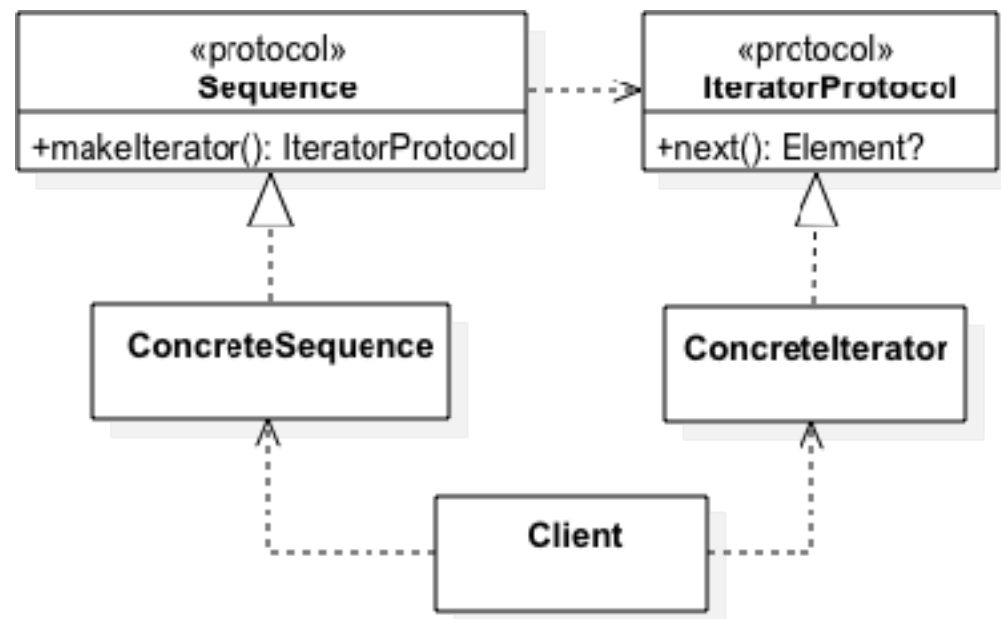 «protocol»
Sequence
+makeIterator(): IteratorProtocol
«protocol»
IteratorProtocol
+next(): Element?
ConcreteSequence
ConcreteIterator
Client